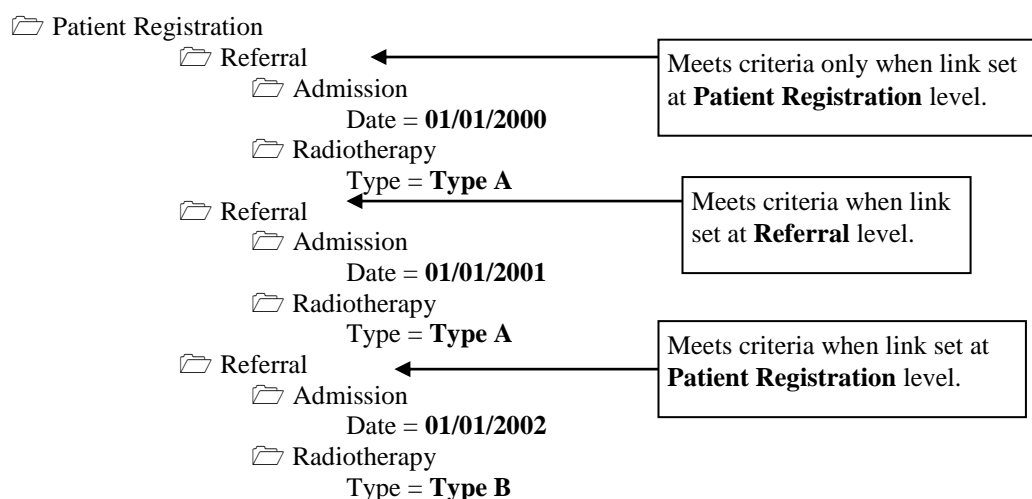 Patient Registration
Referral
Admission
Date = 01/01/2000
Radiotherapy
Type = Type A
Referral
Admission
Date = 01/01/2001
Radiotherapy
Type = Type A
Referral
Admission
Date = 01/01/2002
Radiotherapy
Type = Type B
Meets criteria only when link set
at Patient Registration level.
Meets criteria when link
set at Referral level.
Meets criteria when link set at
Patient Registration level.